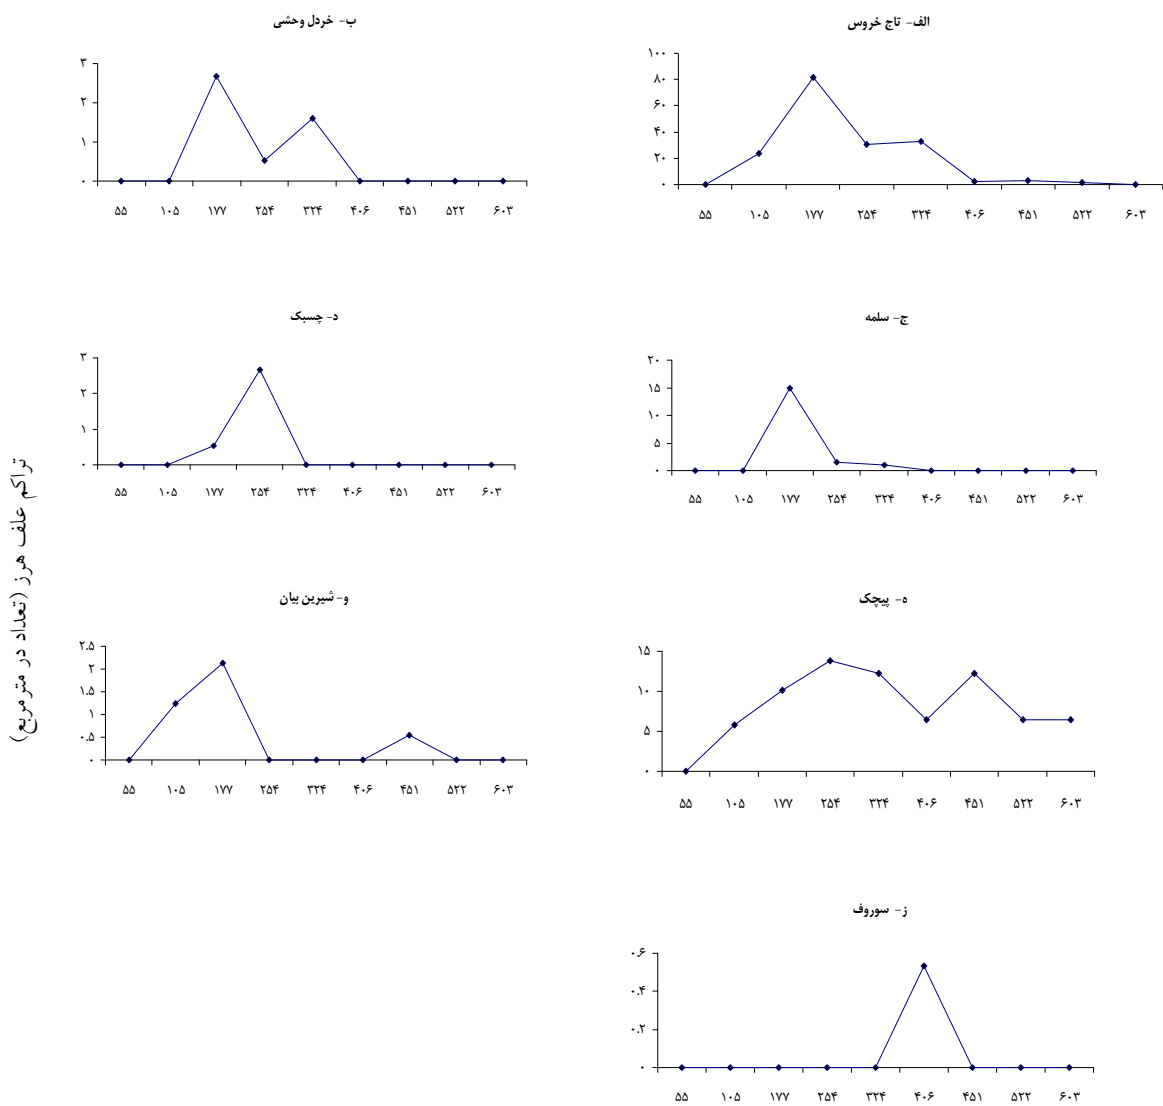 الف- تاج خروس
۱۰۰
۸۰
۶۰
۴۰
۲۰
۰
۵۵ ۱۰۵ ۱۷۷ ۲۵۴ ۳۲۴ ۴۰۶ ۴۵۱ ۵۲۲ ۶۰۳
ب- خردل وحشی
۳
۲
۱
۰
۵۵ ۱۰۵ ۱۷۷ ۲۵۴ ۳۲۴ ۴۰۶ ۴۵۱ ۵۲۲ ۶۰۳
ج- سلمه
۲۰
۱۵
۱۰
۵
۰
۵۵ ۱۰۵ ۱۷۷ ۲۵۴ ۳۲۴ ۴۰۶ ۴۵۱ ۵۲۲ ۶۰۳
د- چسبک
۳
۲
۱
۰
۵۵ ۱۰۵ ۱۷۷ ۲۵۴ ۳۲۴ ۴۰۶ ۴۵۱ ۵۲۲ ۶۰۳
تراکم علف هرز (تعداد در متر مربع)
ه- پیچک
۱۵
۱۰
۵
۰
۵۵ ۱۰۵ ۱۷۷ ۲۵۴ ۳۲۴ ۴۰۶ ۴۵۱ ۵۲۲ ۶۰۳
و- شیرین بیان
۲.۵
۲
۱.۵
۱
۰.۵
۰
۵۵ ۱۰۵ ۱۷۷ ۲۵۴ ۳۲۴ ۴۰۶ ۴۵۱ ۵۲۲ ۶۰۳
ز- سوروف
۰.۶
۰.۴
۰.۲
۰
۵۵ ۱۰۵ ۱۷۷ ۲۵۴ ۳۲۴ ۴۰۶ ۴۵۱ ۵۲۲ ۶۰۳